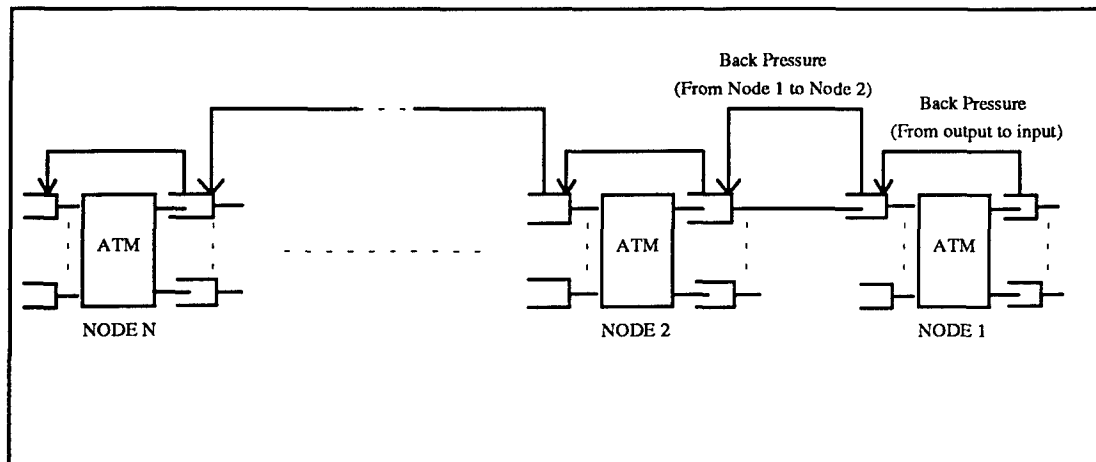 Back Pressure
(From Node 1 to Node 2)
Back Pressure
(From output to input)
ATM
ATM
ATM
NODE N
NODE 2
NODE 1